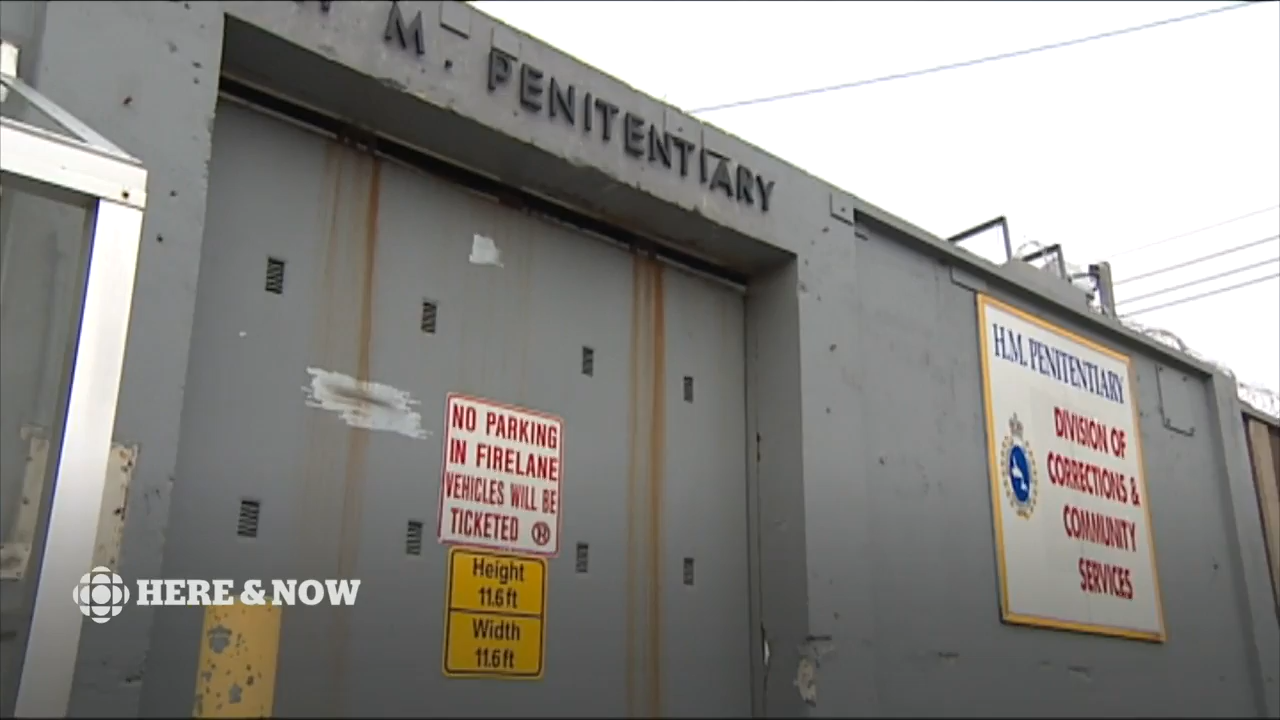 M. PENITENTIARY
H.M. PENITENTIARY
DIVISION OF
CORRECTIONS &
COMMUNITY
SERVICES
NO PARKING
IN FIRELANE
VEHICLES WILL BE
TICKETED
Height
11.6 ft
Width
11.6 ft
HERE & NOW